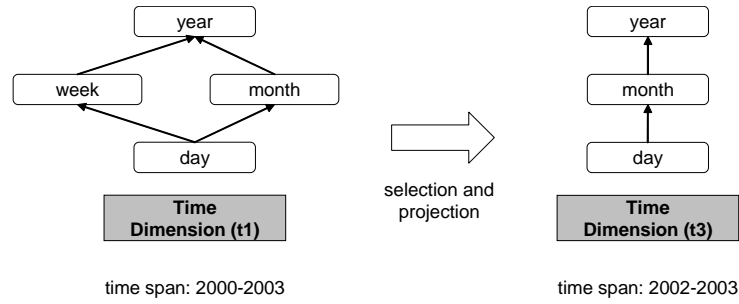 year
week
month
day
Time
Dimension (t1)
time span: 2000-2003
selection and
projection
year
month
day
Time
Dimension (t3)
time span: 2002-2003